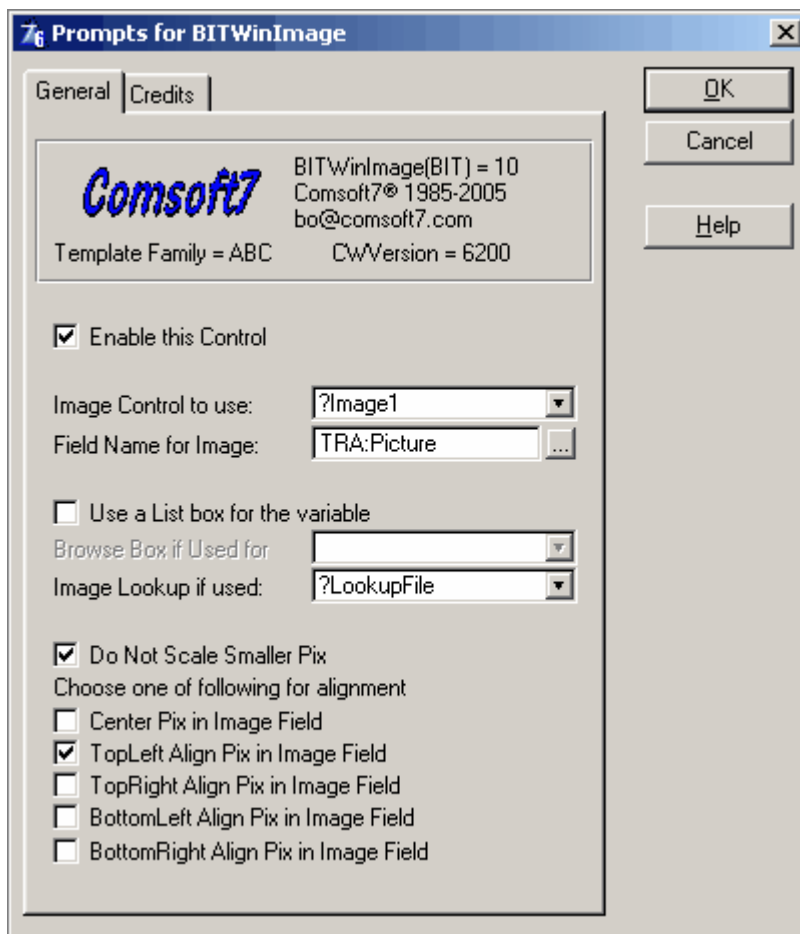 76 Prompts for BITWinImage
General Credits
OK
Cancel
Help
Comsoft7
BITWinImage(BIT) = 10
Comsoft7® 1985-2005
bo@comsoft7.com
Template Family = ABC CWVersion = 6200
Enable this Control
Image Control to use: ?Image1
Field Name for Image: TRA:Picture ...
Use a List box for the variable
Browse Box if Used for
Image Lookup if used: ?LookupFile
Do Not Scale Smaller Pix
Choose one of following for alignment
Center Pix in Image Field
TopLeft Align Pix in Image Field
TopRight Align Pix in Image Field
BottomLeft Align Pix in Image Field
BottomRight Align Pix in Image Field